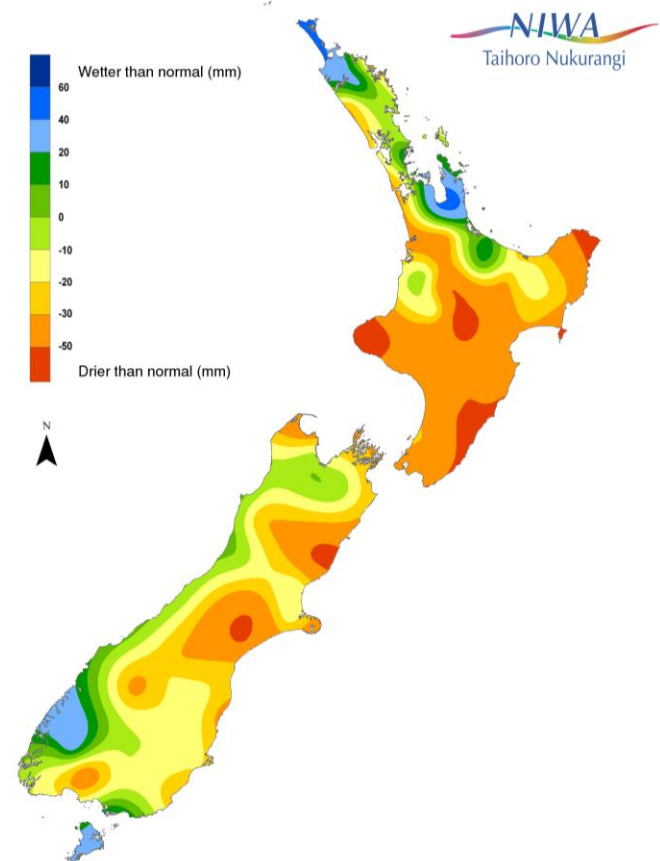 NIWA
Taihoro Nukurangi
Wetter than normal (mm)
60
40
20
10
0
-10
-20
-30
-50
Drier than normal (mm)
N